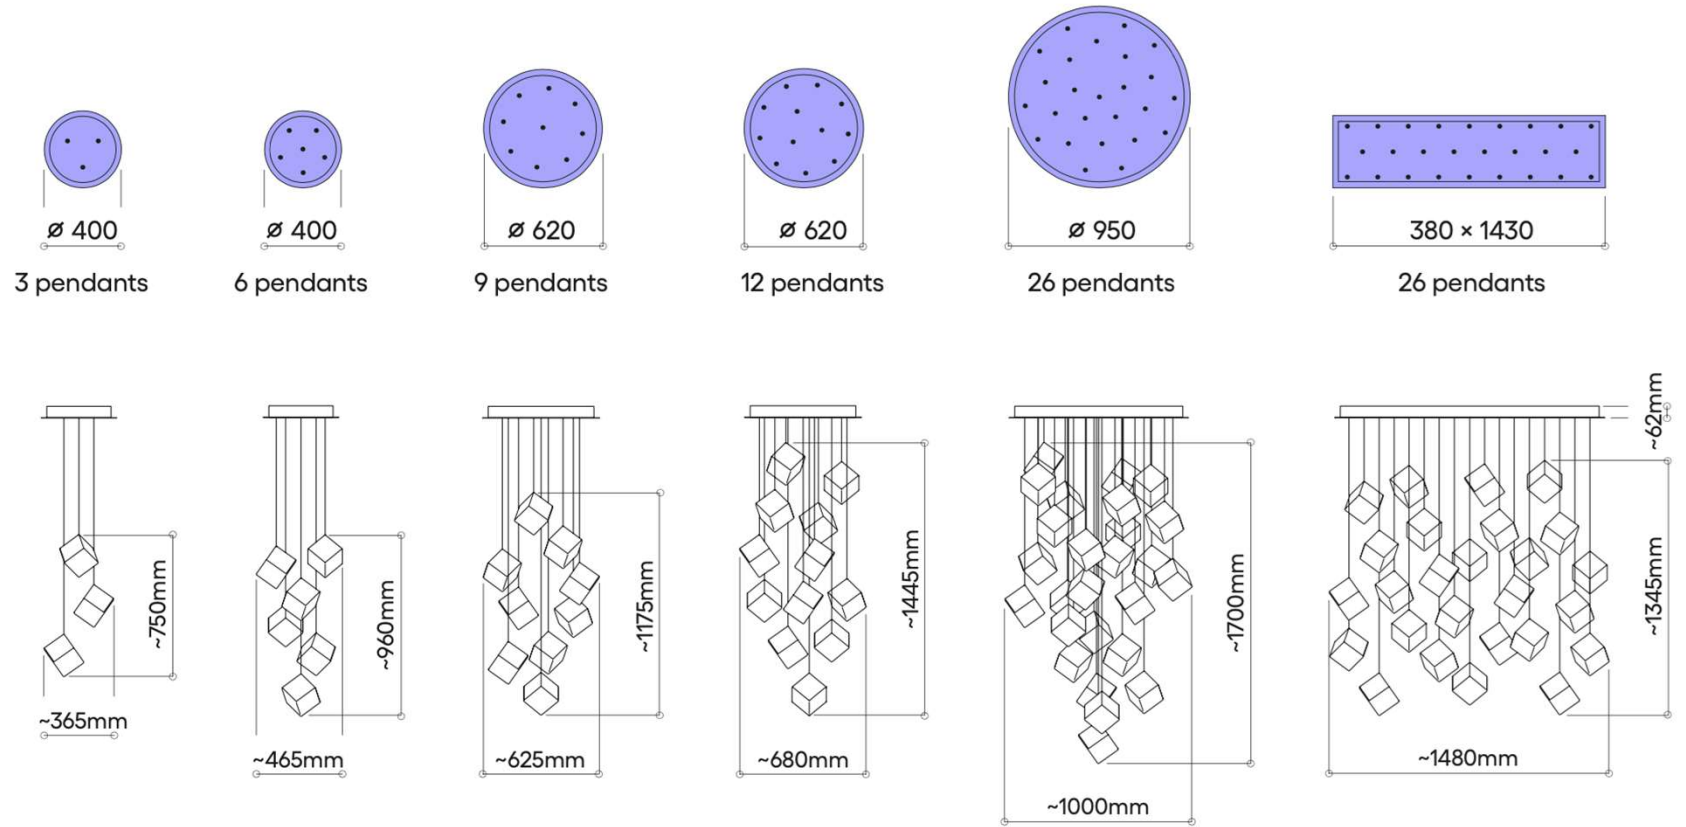 ø 400
ø 400
ø 620
ø 620
ø 950
380 × 1430
3 pendants
6 pendants
9 pendants
12 pendants
26 pendants
26 pendants
~62mm
~750mm
~960mm
~1175mm
~1445mm
~1700mm
~1345mm
~365mm
~465mm
~625mm
~680mm
~1000mm
~1480mm